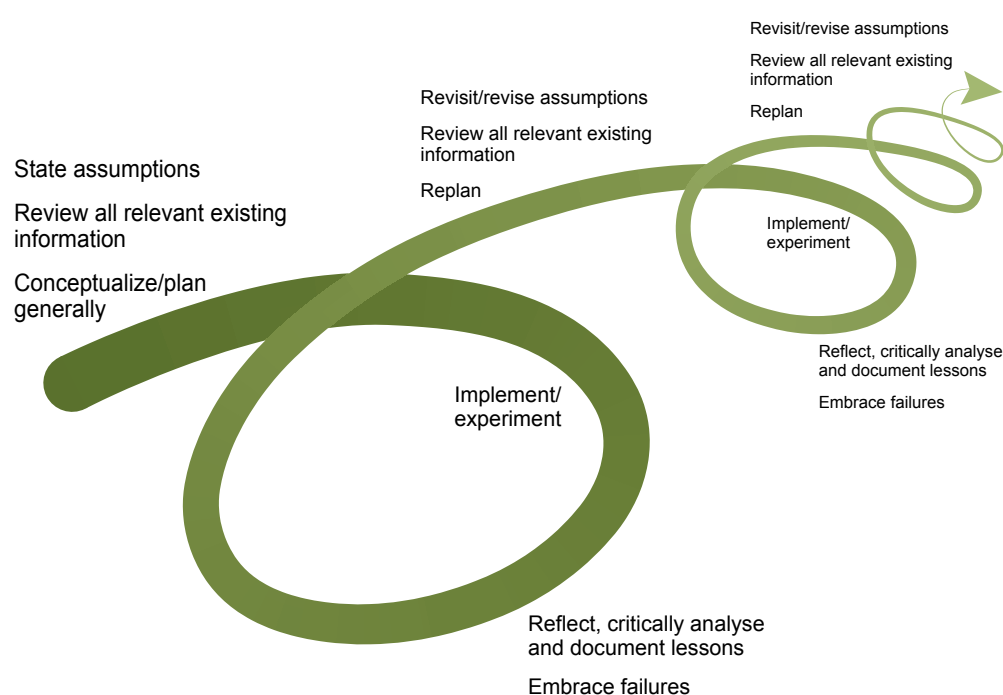 State assumptions
Review all relevant existing
information
Conceptualize/plan
generally
Implement/
experiment
Reflect, critically analyse
and document lessons
Embrace failures
Revisit/revise assumptions
Review all relevant existing
information
Replan
Implement/
experiment
Reflect, critically analyse
and document lessons
Embrace failures
Revisit/revise assumptions
Review all relevant existing
information
Replan